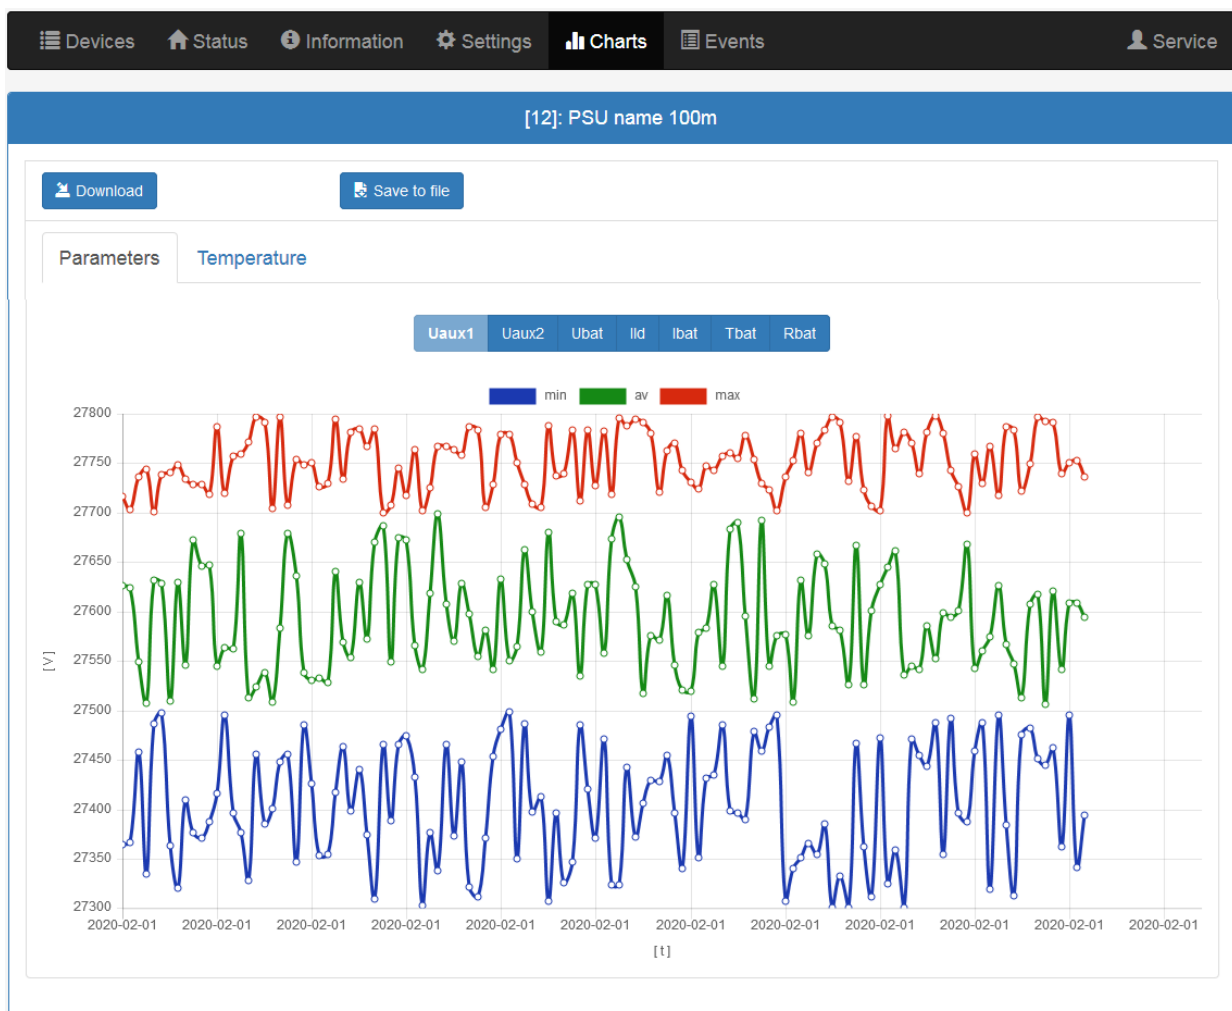 Devices Status Information Settings Charts Events Service
[12]: PSU name 100m
Download Save to file
Parameters Temperature
Uaux1 Uaux2 Ubat Ild Ibat Tbat Rbat
min av max
27800
27750
27700
27650
27600
27550
[V]
27500
27450
27400
27350
27300
2020-02-01 2020-02-01 2020-02-01 2020-02-01 2020-02-01 2020-02-01 2020-02-01 2020-02-01 2020-02-01 2020-02-01 2020-02-01 2020-02-01
[t]